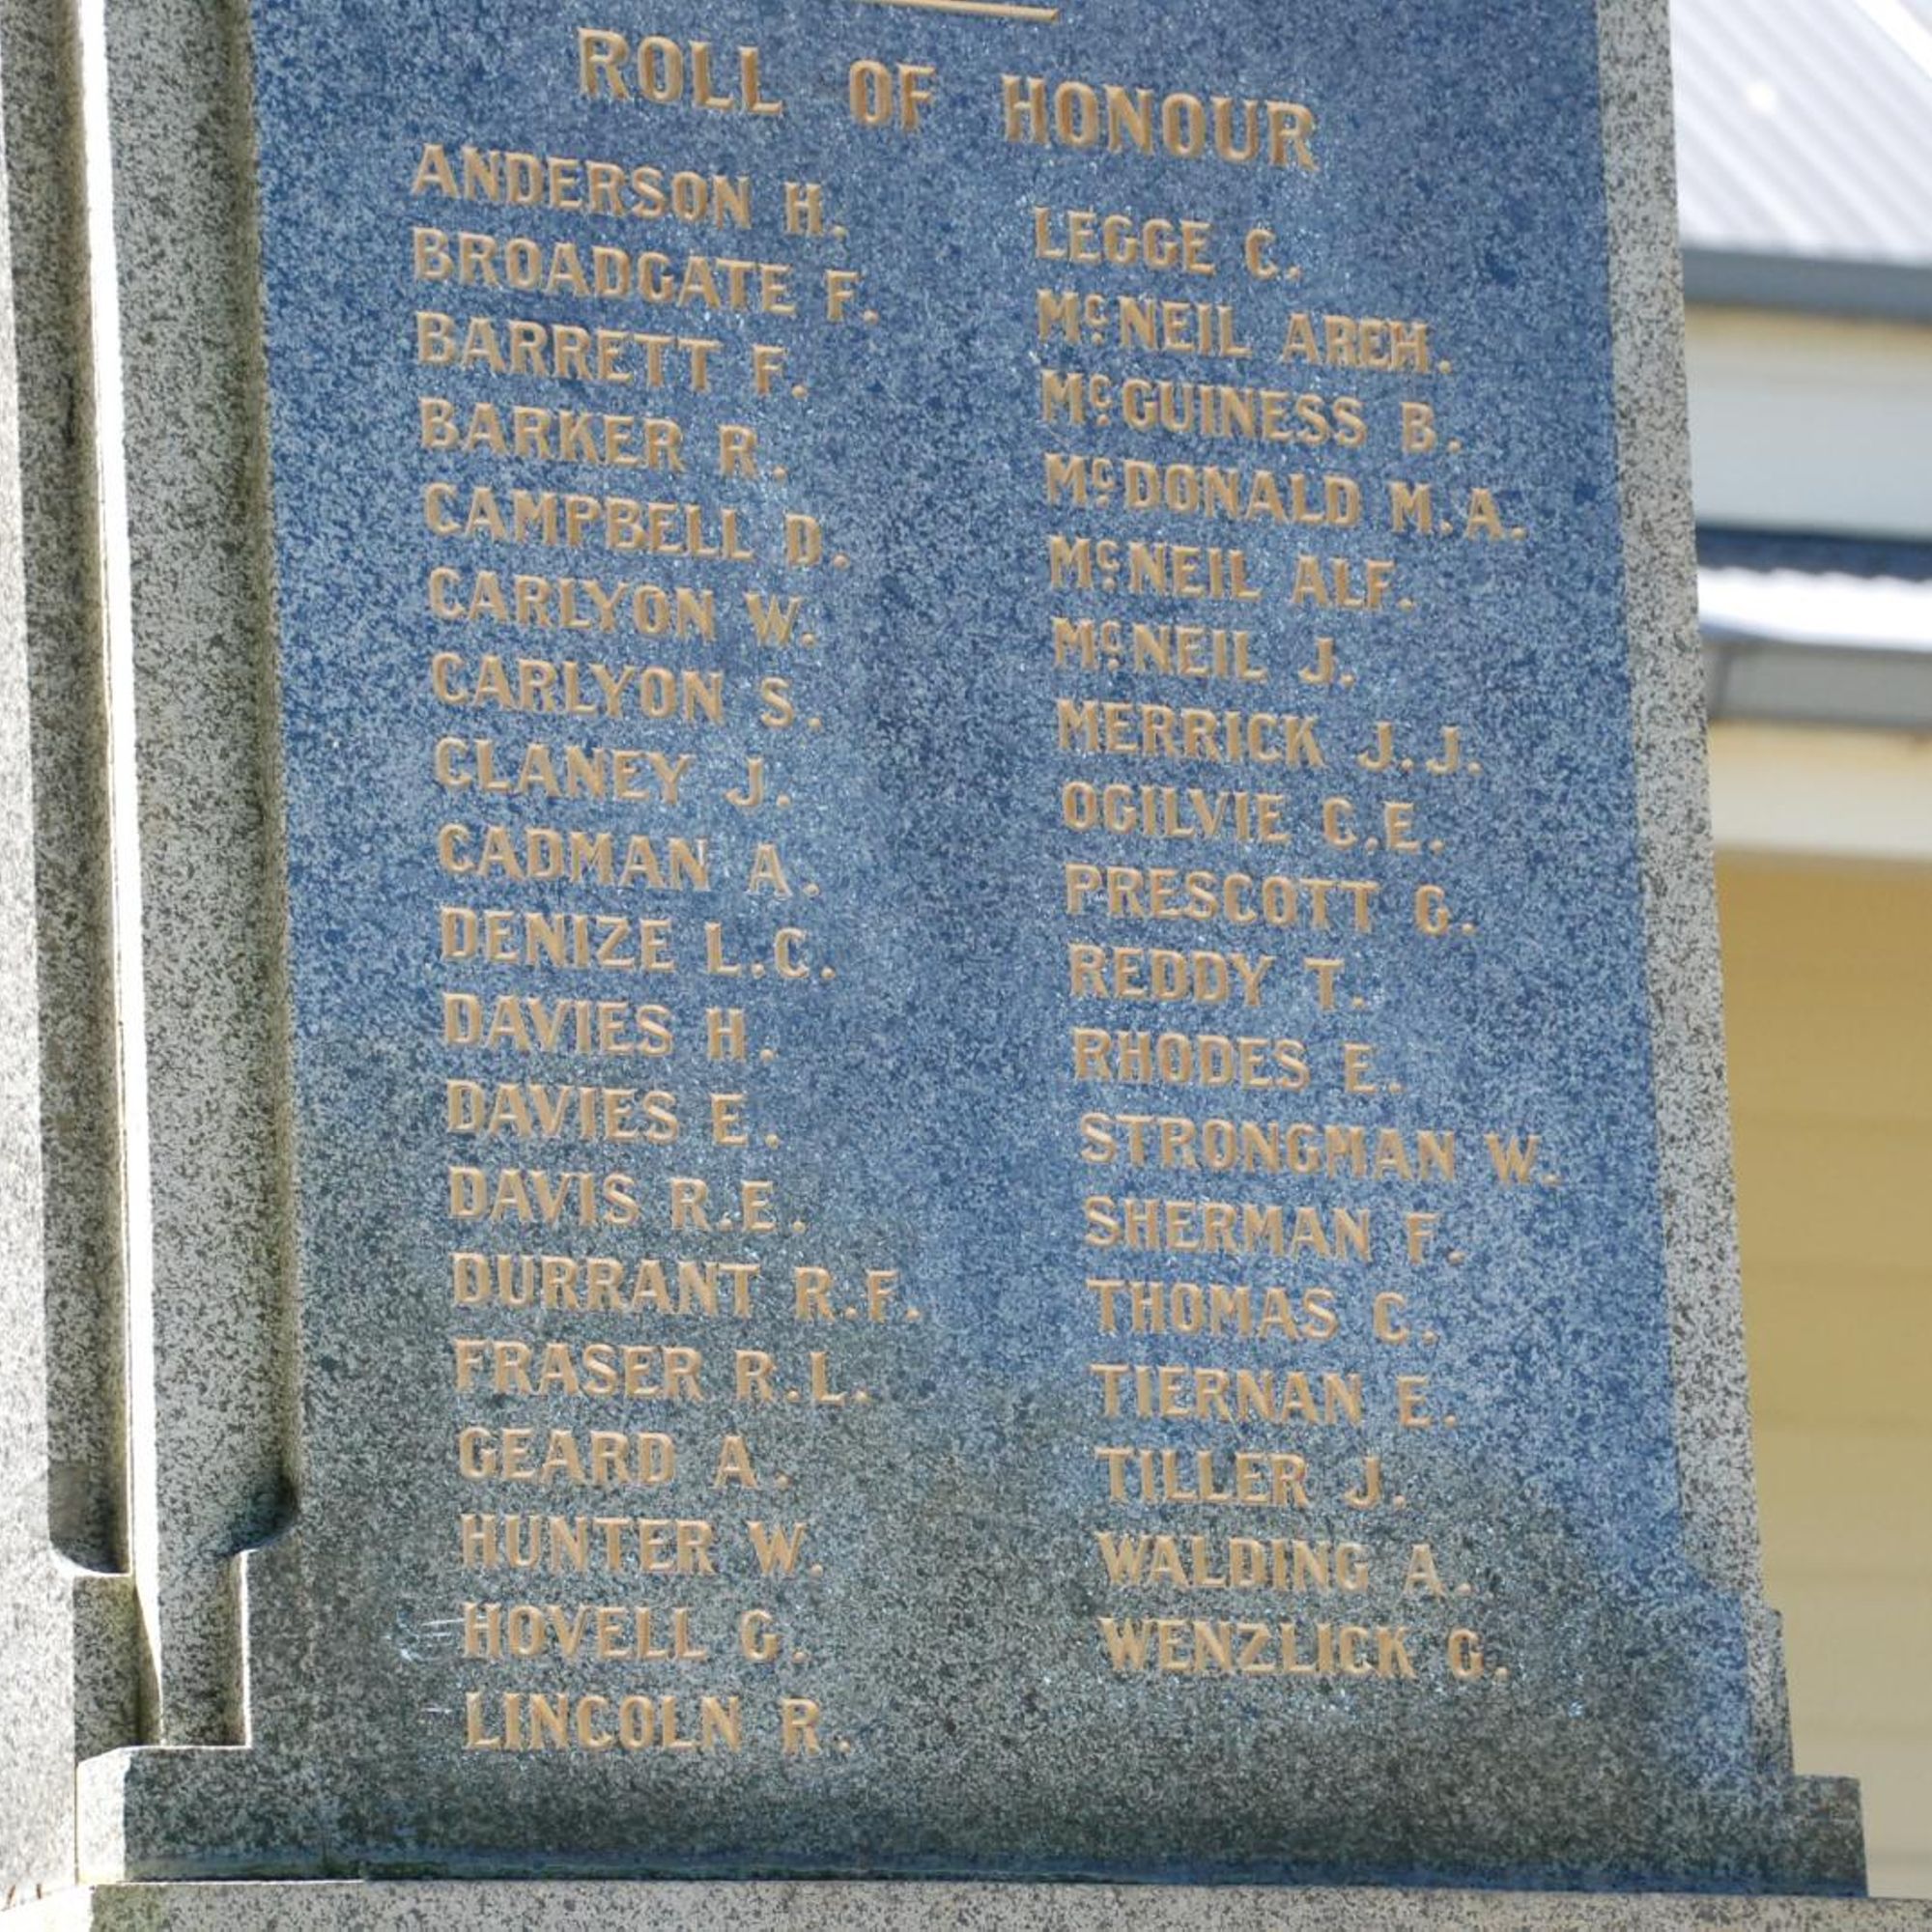 ROLL OF HONOUR
ANDERSON H.
BROADGATE F.
BARRETT F.
BARKER R.
CAMPBELL D.
CARLYON W.
CARLYON S.
CLANEY J.
CADMAN A.
DENIZE L.C.
DAVIES H.
DAVIES E.
DAVIS R.E.
DURRANT R.F.
FRASER R.L.
GEARD A.
HUNTER W.
HOVELL G.
LINCOLN R.
LEGGE C.
McNEIL ARCH.
McGUINESS B.
McDONALD M.A.
McNEIL ALF.
McNEIL J.
MERRICK J.J.
OGILVIE C.E.
PRESCOTT G.
REDDY T.
RHODES E.
STRONGMAN W.
SHERMAN F.
THOMAS C.
TIERNAN E.
TILLER J.
WALDING A.
WENZLICK G.